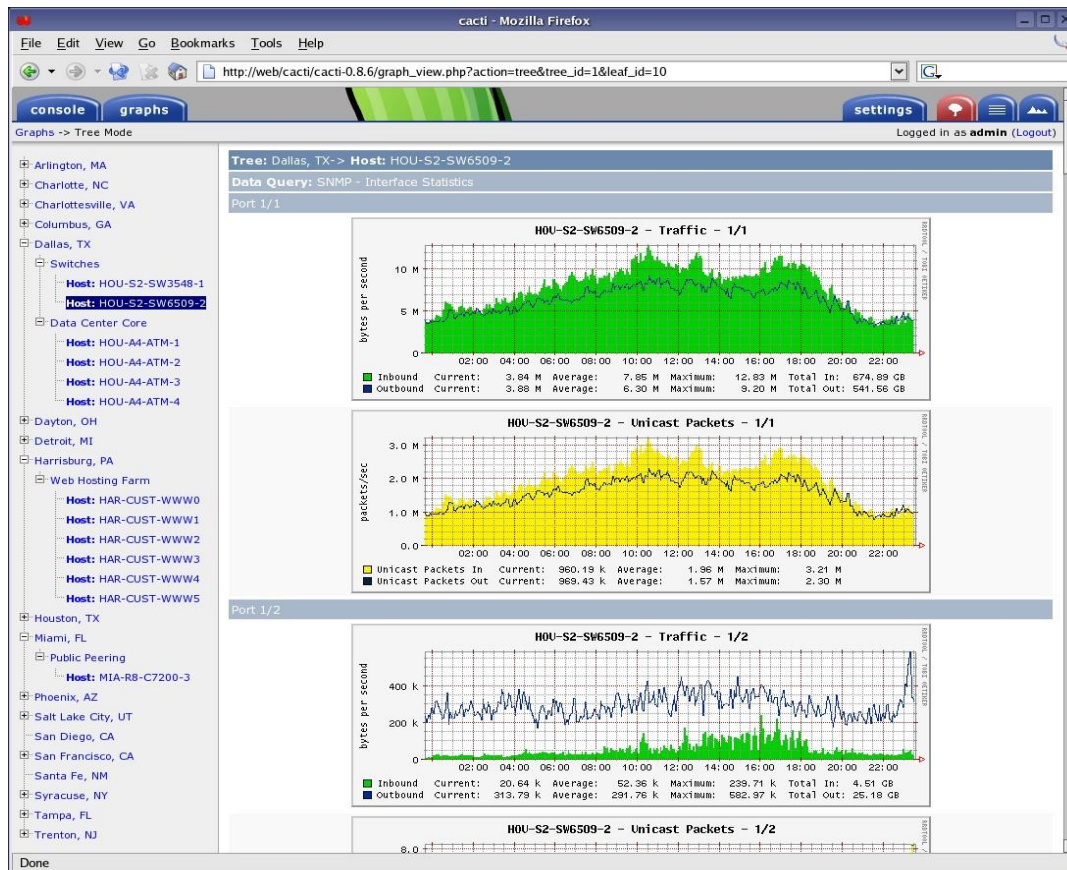 cacti - Mozilla Firefox
File Edit View Go Bookmarks Tools Help
http://web/cacti/cacti-0.8.6/graph_view.php?action=tree&tree_id=1&leaf_id=10
G
console graphs settings
Graphs -> Tree Mode
Logged in as admin (Logout)
Arlington, MA
Charlotte, NC
Charlottesville, VA
Columbus, GA
Dallas, TX
Switches
Host: HOU-S2-SW3548-1
Host: HOU-S2-SW6509-2
Data Center Core
Host: HOU-A4-ATM-1
Host: HOU-A4-ATM-2
Host: HOU-A4-ATM-3
Host: HOU-A4-ATM-4
Dayton, OH
Detroit, MI
Harrisburg, PA
Web Hosting Farm
Host: HAR-CUST-WWW0
Host: HAR-CUST-WWW1
Host: HAR-CUST-WWW2
Host: HAR-CUST-WWW3
Host: HAR-CUST-WWW4
Host: HAR-CUST-WWW5
Houston, TX
Miami, FL
Public Peering
Host: MIA-R8-C7200-3
Phoenix, AZ
Salt Lake City, UT
San Diego, CA
San Francisco, CA
Santa Fe, NM
Syracuse, NY
Tampa, FL
Trenton, NJ
Tree: Dallas, TX-> Host: HOU-S2-SW6509-2
Data Query: SNMP - Interface Statistics
Port 1/1
HOU-S2-SW6509-2 - Traffic - 1/1
RRDTOOL / TOBI OETIKER
bytes per second
10 M
5 M
0
02:00 04:00 06:00 08:00 10:00 12:00 14:00 16:00 18:00 20:00 22:00
Inbound Current: 3.84 M Average: 7.85 M Maximum: 12.83 M Total In: 674.89 GB
Outbound Current: 3.88 M Average: 6.30 M Maximum: 9.20 M Total Out: 541.56 GB
HOU-S2-SW6509-2 - Unicast Packets - 1/1
RRDTOOL / TOBI OETIKER
packets/sec
3.0 M
2.0 M
1.0 M
0.0
02:00 04:00 06:00 08:00 10:00 12:00 14:00 16:00 18:00 20:00 22:00
Unicast Packets In Current: 960.19 k Average: 1.96 M Maximum: 3.21 M
Unicast Packets Out Current: 969.43 k Average: 1.57 M Maximum: 2.30 M
Port 1/2
HOU-S2-SW6509-2 - Traffic - 1/2
RRDTOOL / TOBI OETIKER
bytes per second
400 k
200 k
0
02:00 04:00 06:00 08:00 10:00 12:00 14:00 16:00 18:00 20:00 22:00
Inbound Current: 20.64 k Average: 52.36 k Maximum: 239.71 k Total In: 4.51 GB
Outbound Current: 313.79 k Average: 291.76 k Maximum: 582.97 k Total Out: 25.18 GB
HOU-S2-SW6509-2 - Unicast Packets - 1/2
8.0
Done